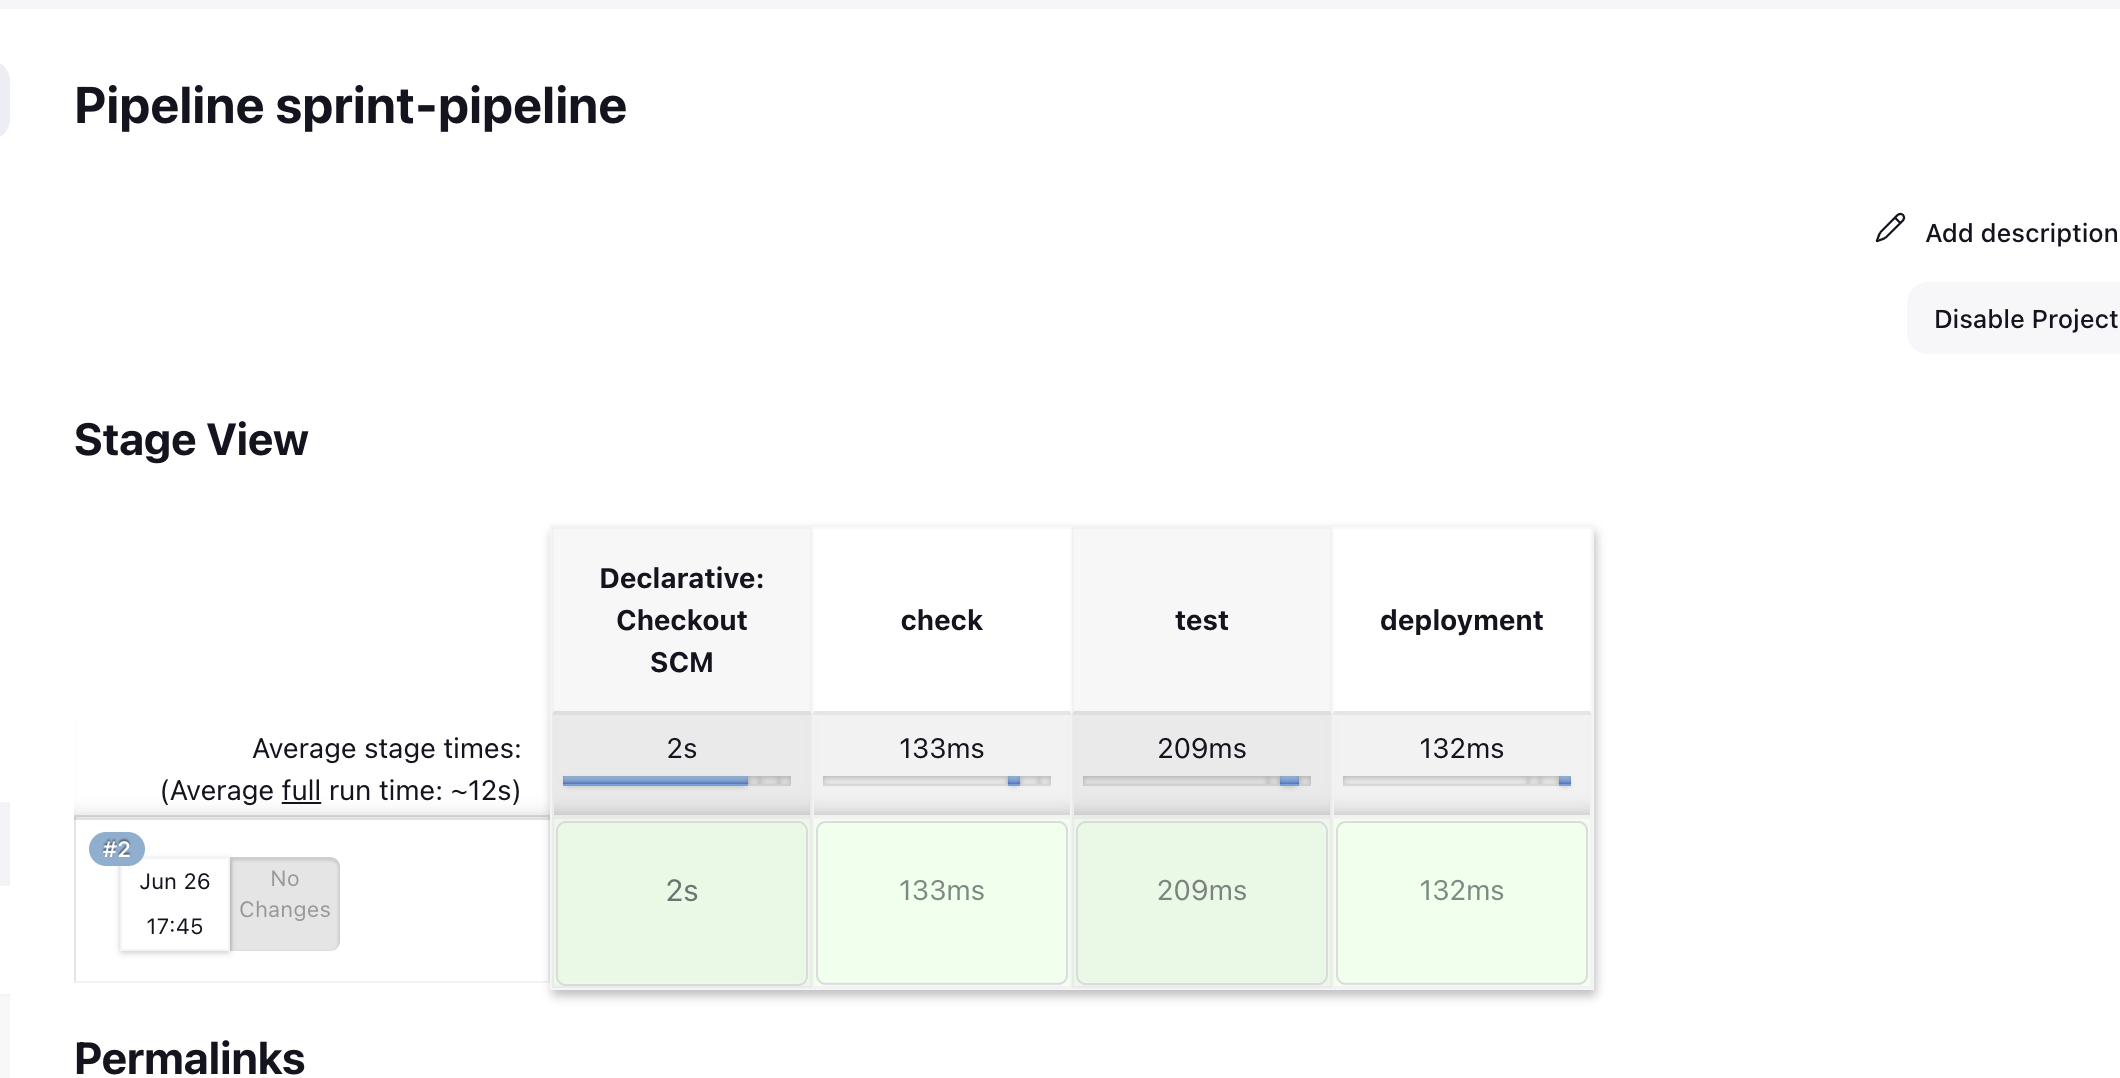 Pipeline sprint-pipeline
Add description
Disable Project
Stage View
Declarative:
Checkout
SCM
check
test
deployment
Average stage times:
(Average full run time: ~12s)
2s
133ms
209ms
132ms
#2
Jun 26
17:45
No
Changes
2s
133ms
209ms
132ms
Permalinks